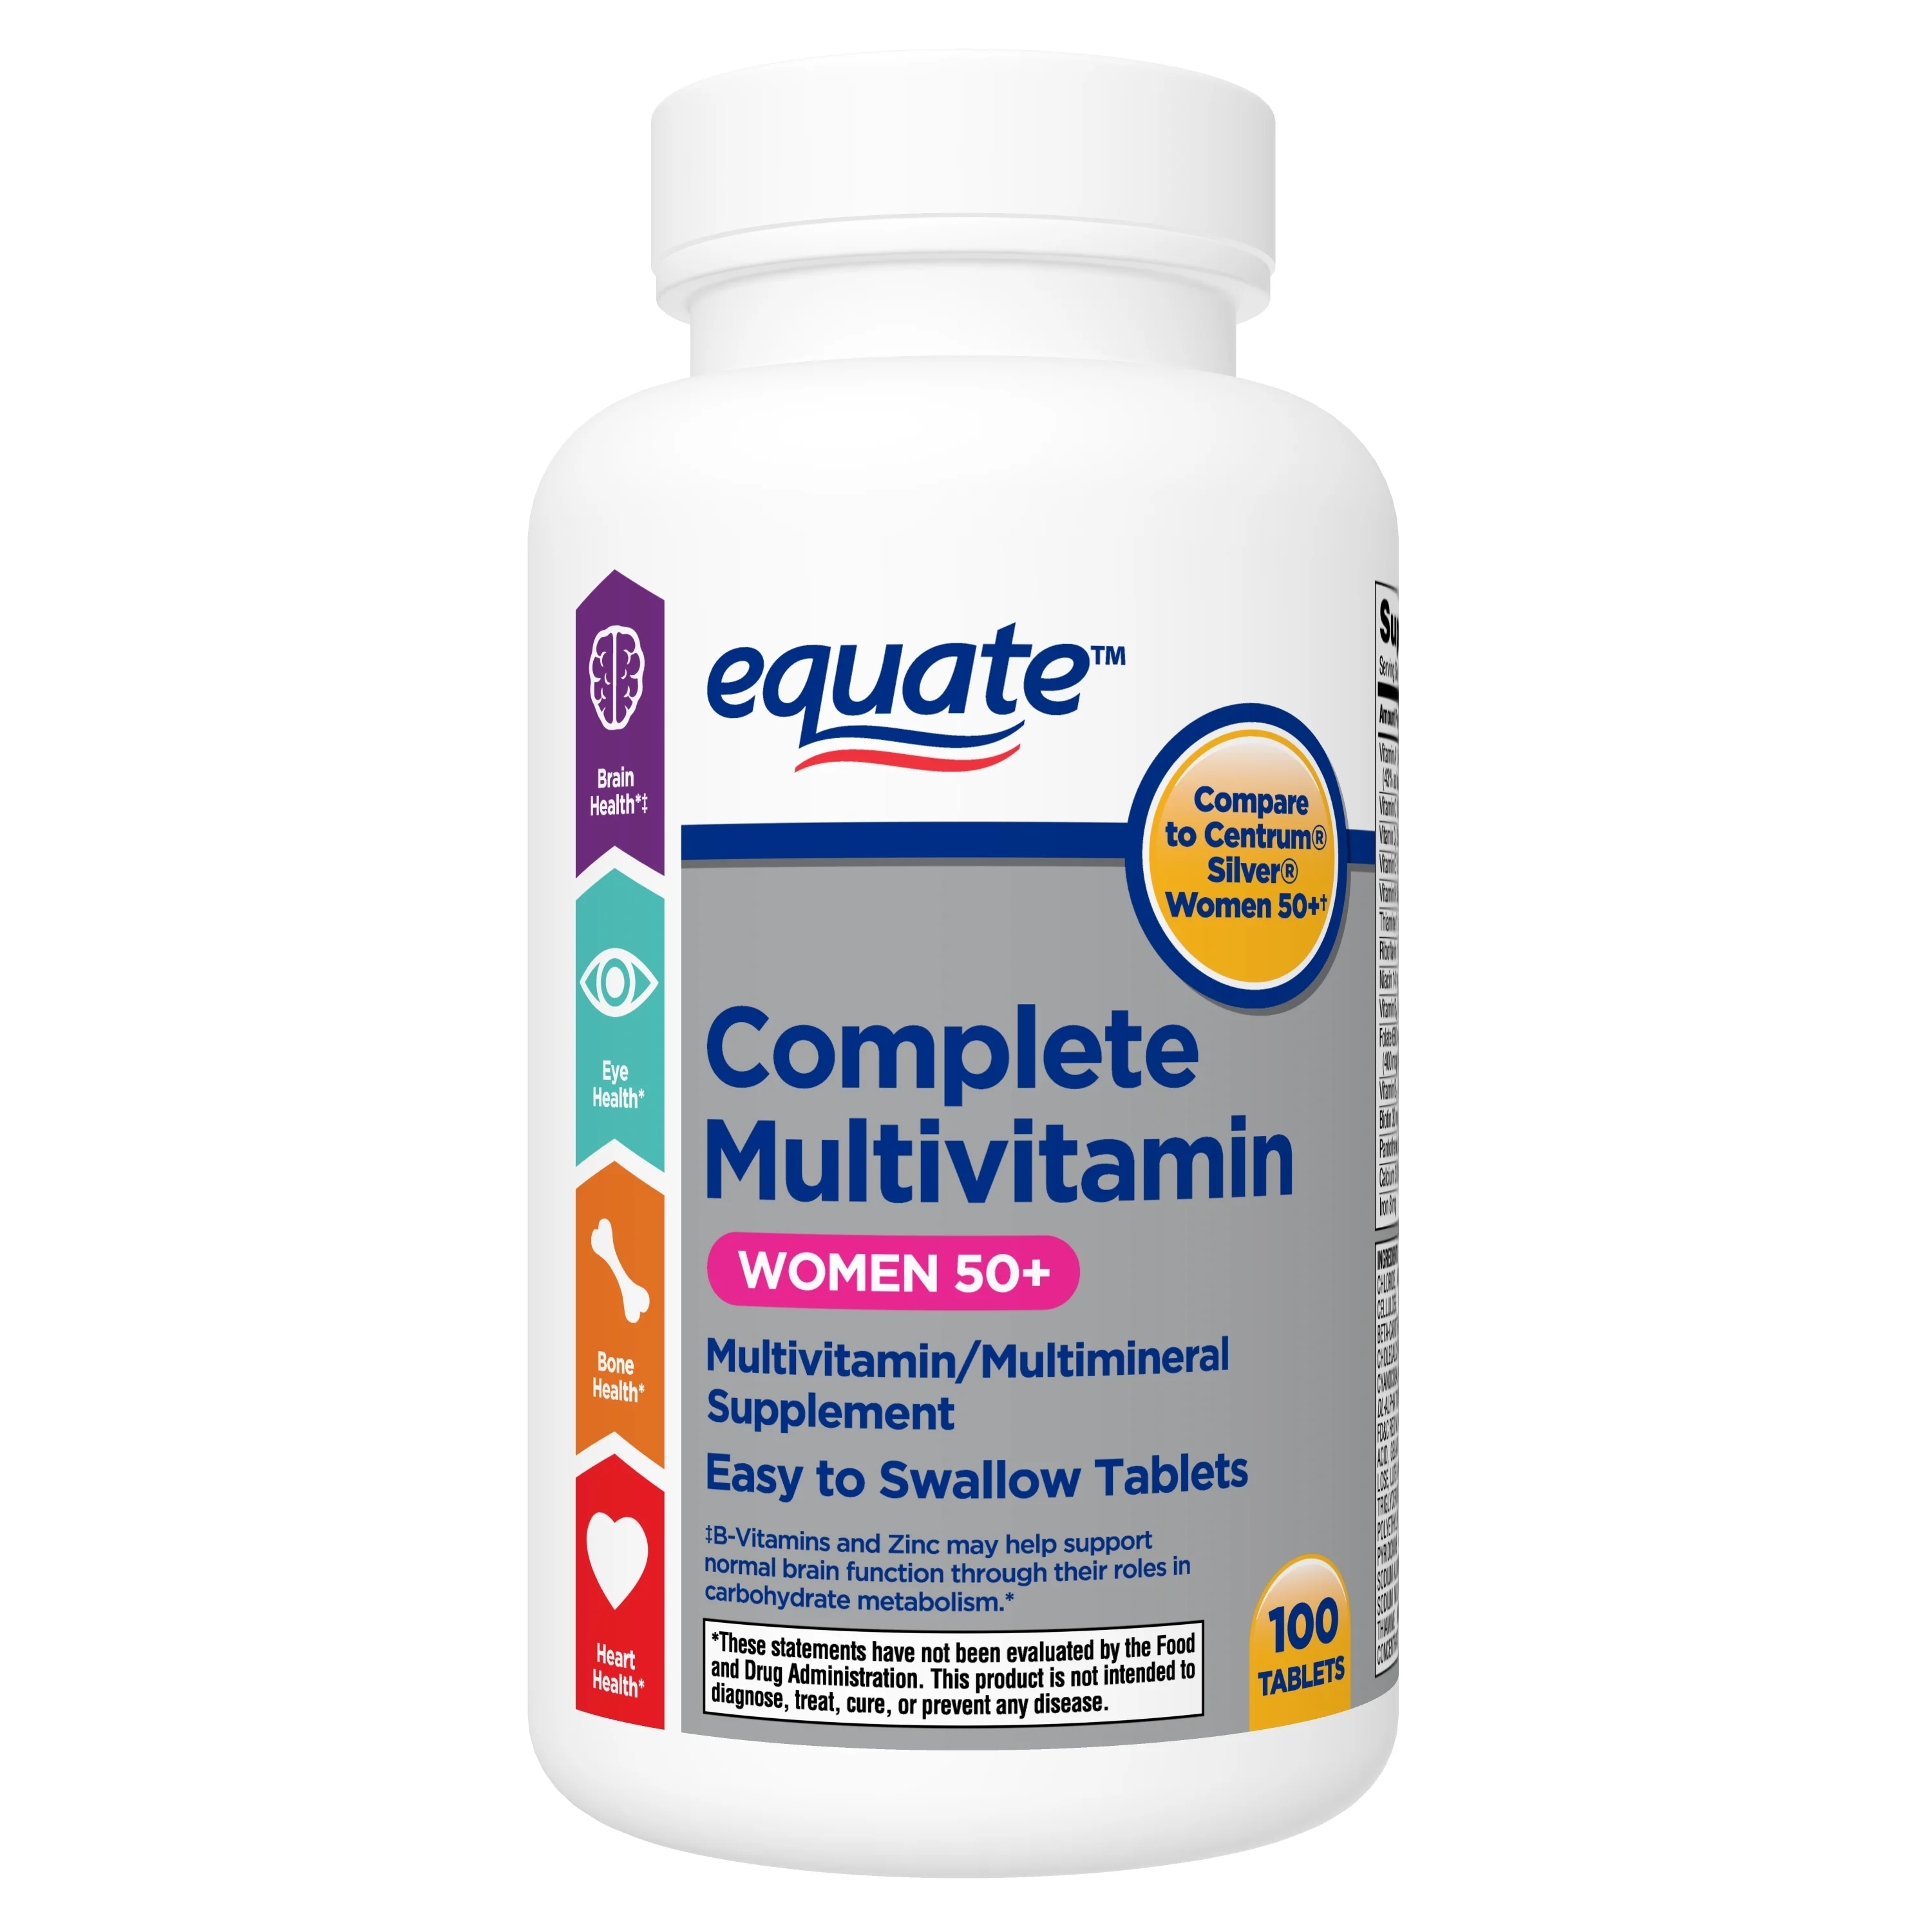 equate™
Compare
to Centrum®
Silver®
Women 50+†
Complete
Multivitamin
WOMEN 50+
Multivitamin/Multimineral
Supplement
Easy to Swallow Tablets
‡B-Vitamins and Zinc may help support
normal brain function through their roles in
carbohydrate metabolism.*
*These statements have not been evaluated by the Food
and Drug Administration. This product is not intended to
diagnose, treat, cure, or prevent any disease.
100
TABLETS
Brain
Health*‡
Eye
Health*
Bone
Health*
Heart
Health*